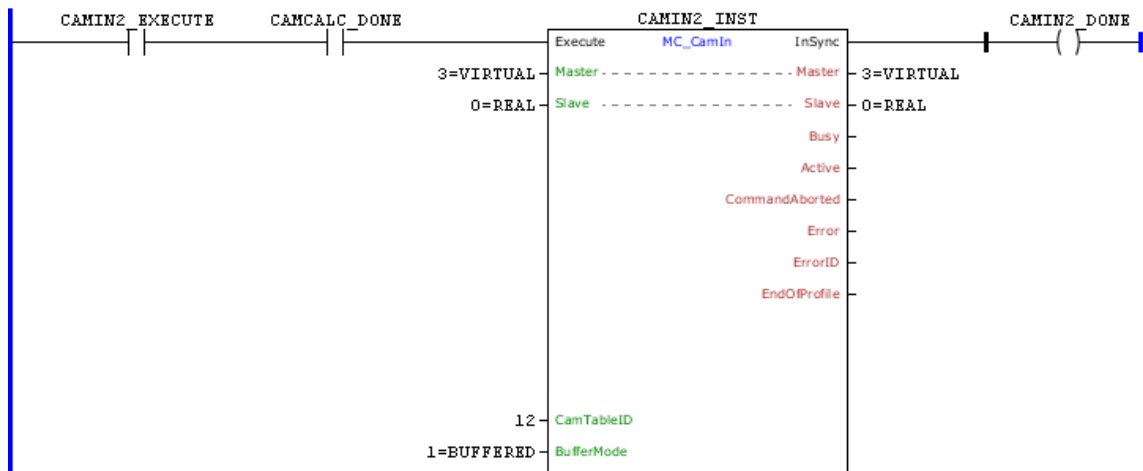 CAMIN2_EXECUTE CAMCALC_DONE CAMIN2_INST CAMIN2_DONE
Execute MC_CamIn InSync
3=VIRTUAL Master Master 3=VIRTUAL
0=REAL Slave Slave 0=REAL
Busy
Active
CommandAborted
Error
ErrorID
EndOfProfile
12 CamTableID
1=BUFFERED BufferMode